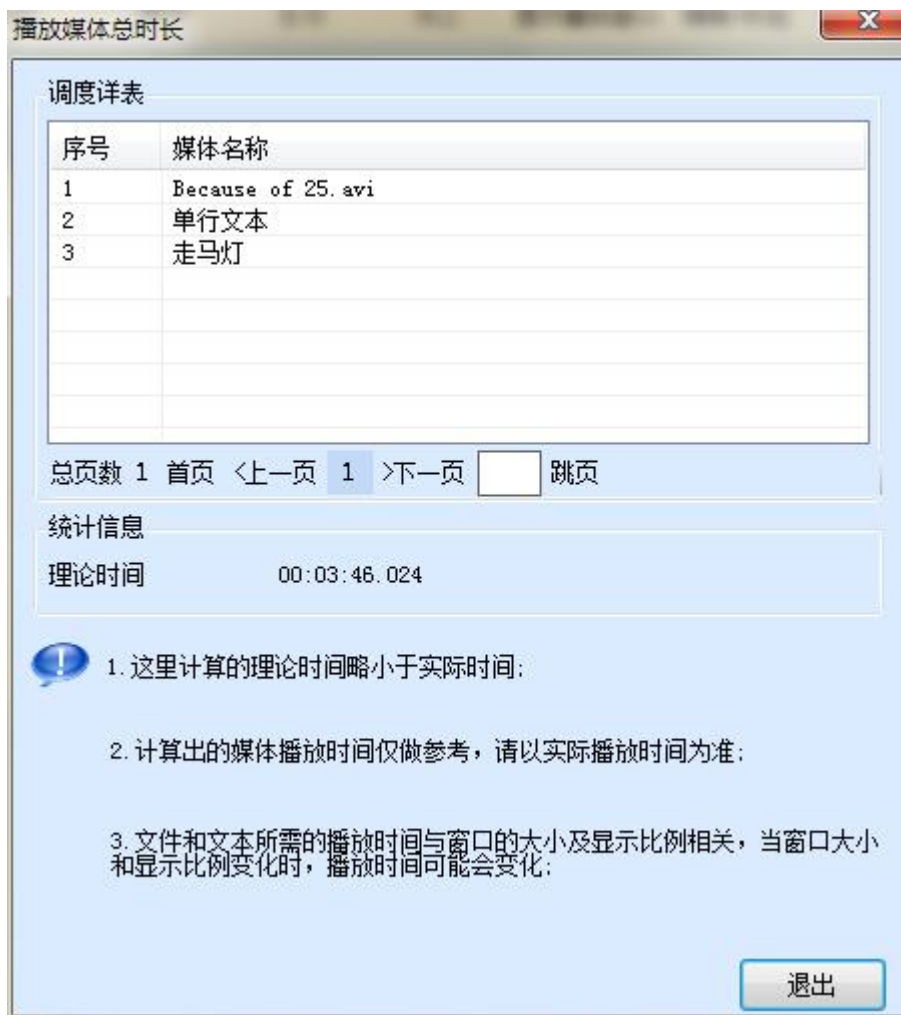 播放媒体总时长
调度详表
序号 媒体名称
1 Because of 25.avi
2 单行文本
3 走马灯
总页数 1 首页 <上一页 1 >下一页 跳页
统计信息
理论时间 00:03:46.024
1.这里计算的理论时间略小于实际时间;
2.计算出的媒体播放时间仅做参考，请以实际播放时间为准;
3.文件和文本所需的播放时间与窗口的大小及显示比例相关，当窗口大小
和显示比例变化时，播放时间可能会变化;
退出